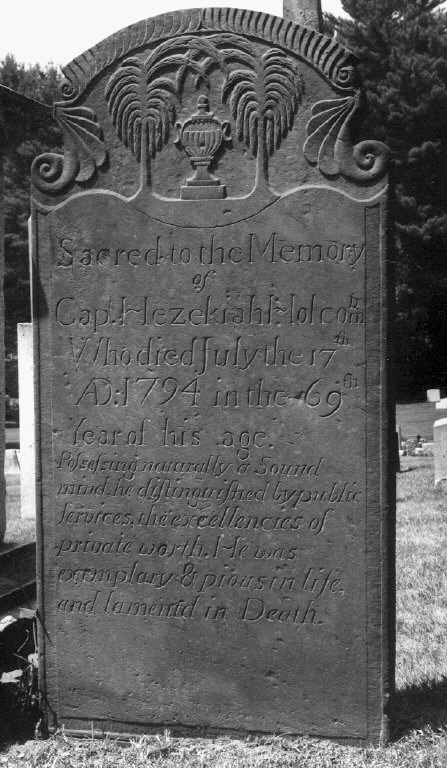 Sacred to the Memory
of
Capt. Hezekiah Holcomb
Who died July the 17th
AD: 1794 in the 69th
Year of his age.
Possessing naturally a Sound
mind, he distinguished by public
services, the excellencies of
private worth. He was
exemplary & pious in life,
and lamented in Death.